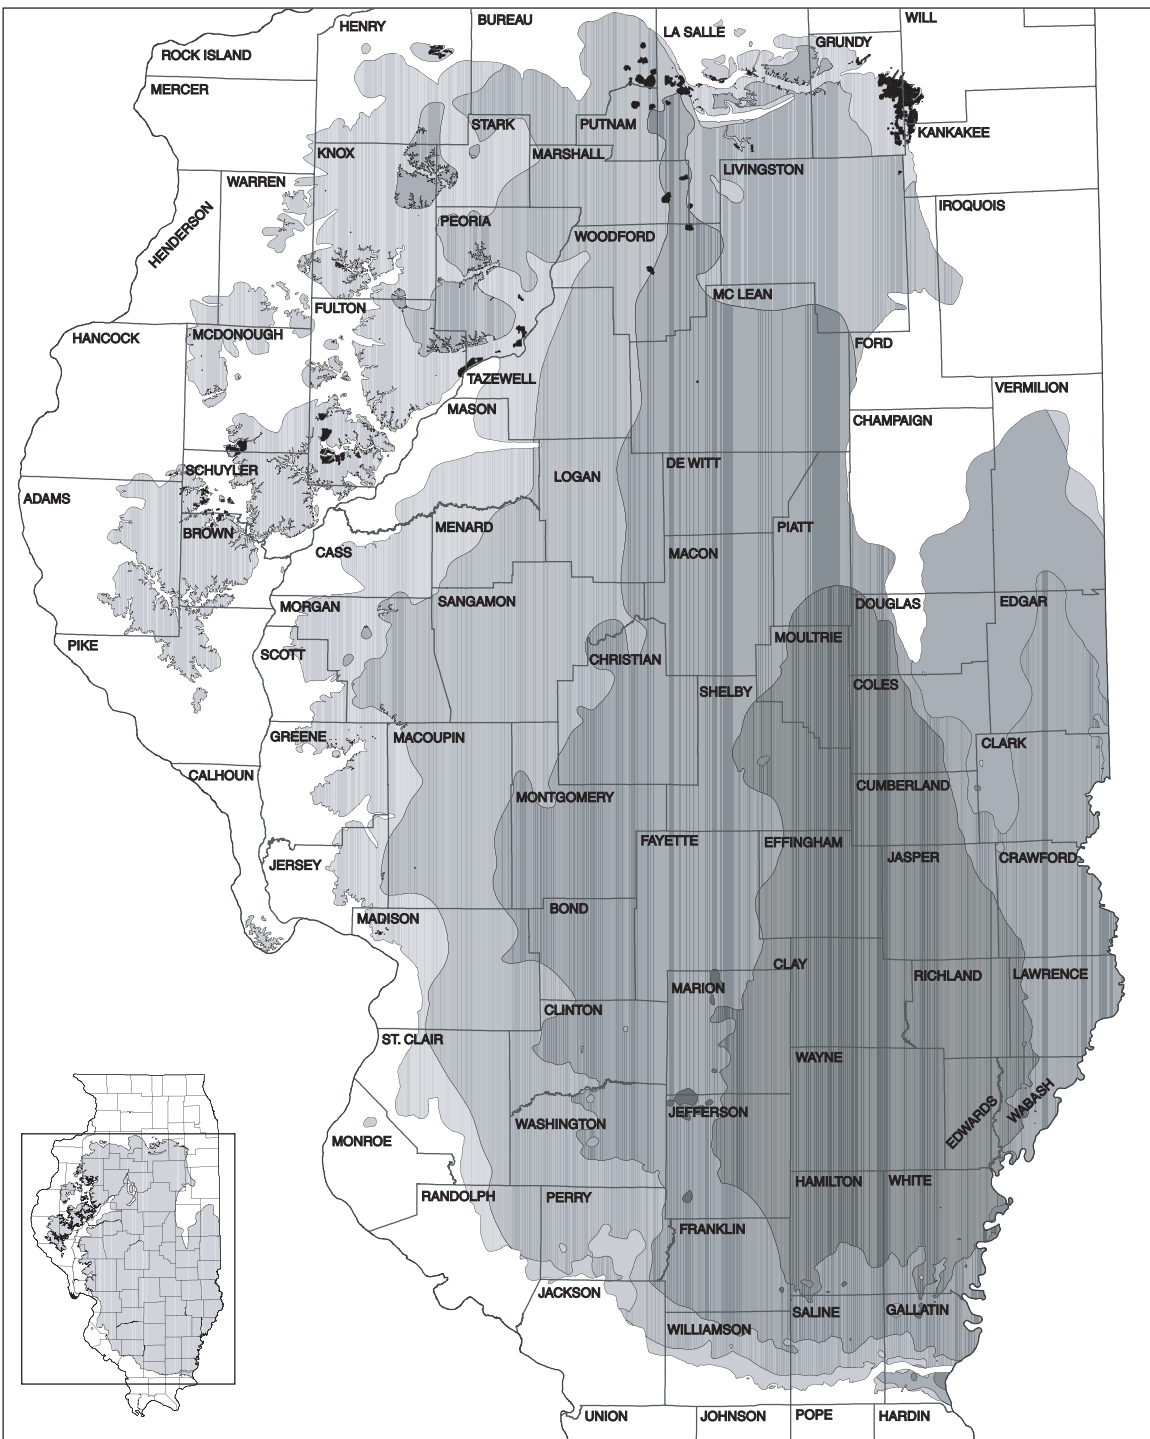 BUREAU
WILL
HENRY
LA SALLE
GRUNDY
ROCK ISLAND
MERCER
STARK
PUTNAM
KANKAKEE
KNOX
MARSHALL
LIVINGSTON
WARREN
IROQUOIS
HENDERSON
PEORIA
WOODFORD
MC LEAN
FULTON
HANCOCK
MCDONOUGH
FORD
TAZEWELL
VERMILION
MASON
CHAMPAIGN
SCHUYLER
LOGAN
DE WITT
ADAMS
BROWN
MENARD
PIATT
CASS
MACON
MORGAN
SANGAMON
DOUGLAS
EDGAR
PIKE
SCOTT
CHRISTIAN
MOULTRIE
SHELBY
COLES
GREENE
MACOUPIN
CLARK
CALHOUN
MONTGOMERY
CUMBERLAND
FAYETTE
EFFINGHAM
JERSEY
JASPER
CRAWFORD
MADISON
BOND
CLAY
RICHLAND
LAWRENCE
MARION
CLINTON
ST. CLAIR
WAYNE
EDWARDS
WABASH
JEFFERSON
WASHINGTON
MONROE
HAMILTON
WHITE
RANDOLPH
PERRY
FRANKLIN
JACKSON
SALINE
GALLATIN
WILLIAMSON
UNION
JOHNSON
POPE
HARDIN